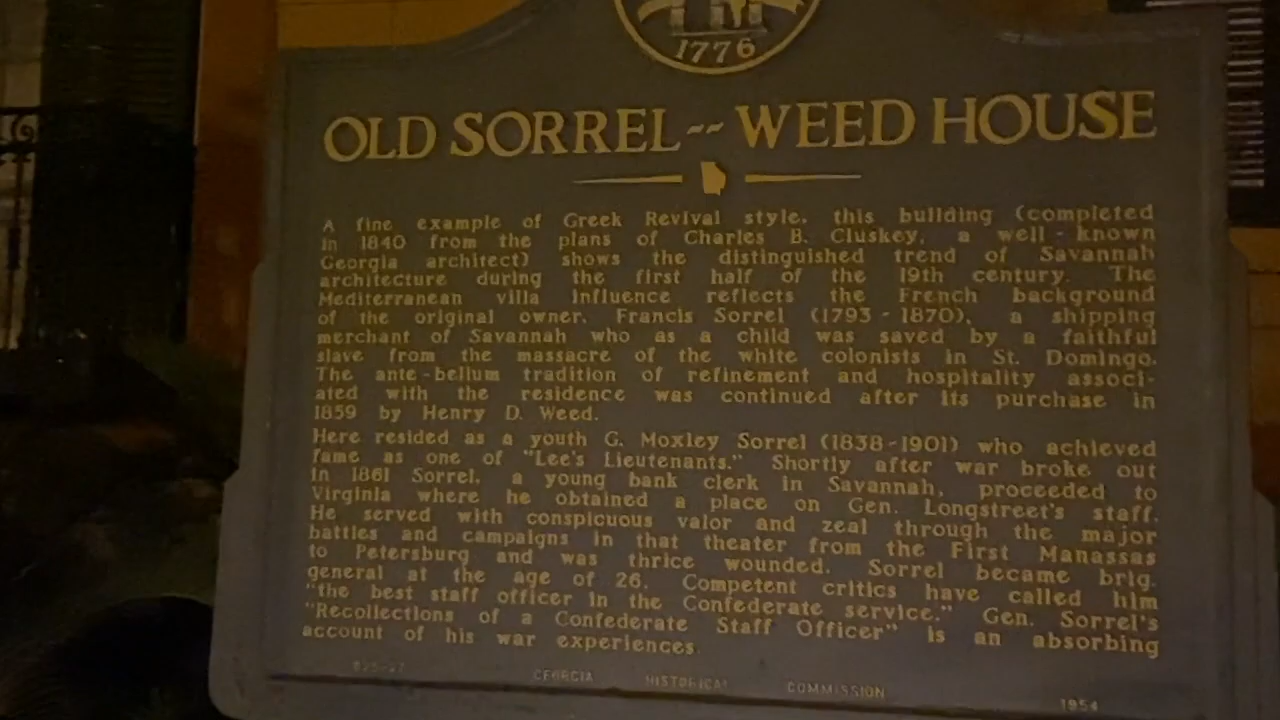 1776
OLD SORREL -- WEED HOUSE
A fine example of Greek Revival style, this building (completed
in 1840 from the plans of Charles B. Cluskey, a well-known
Georgia architect) shows the distinguished trend of Savannah
architecture during the first half of the 19th century. The
Mediterranean villa influence reflects the French background
of the original owner, Francis Sorrel (1793-1870), a shipping
merchant of Savannah who as a child was saved by a faithful
slave from the massacre of the white colonists in St. Domingo.
The ante-bellum tradition of refinement and hospitality associ-
ated with the residence was continued after its purchase in
1859 by Henry D. Weed.
Here resided as a youth G. Moxley Sorrel (1838-1901) who achieved
fame as one of "Lee's Lieutenants." Shortly after war broke out
in 1861 Sorrel, a young bank clerk in Savannah, proceeded to
Virginia where he obtained a place on Gen. Longstreet's staff.
He served with conspicuous valor and zeal through the major
battles and campaigns in that theater from the First Manassas
to Petersburg and was thrice wounded. Sorrel became brig.
general at the age of 26. Competent critics have called him
"the best staff officer in the Confederate service." Gen. Sorrel's
"Recollections of a Confederate Staff Officer" is an absorbing
account of his war experiences.
GEORGIA HISTORICAL COMMISSION 1954